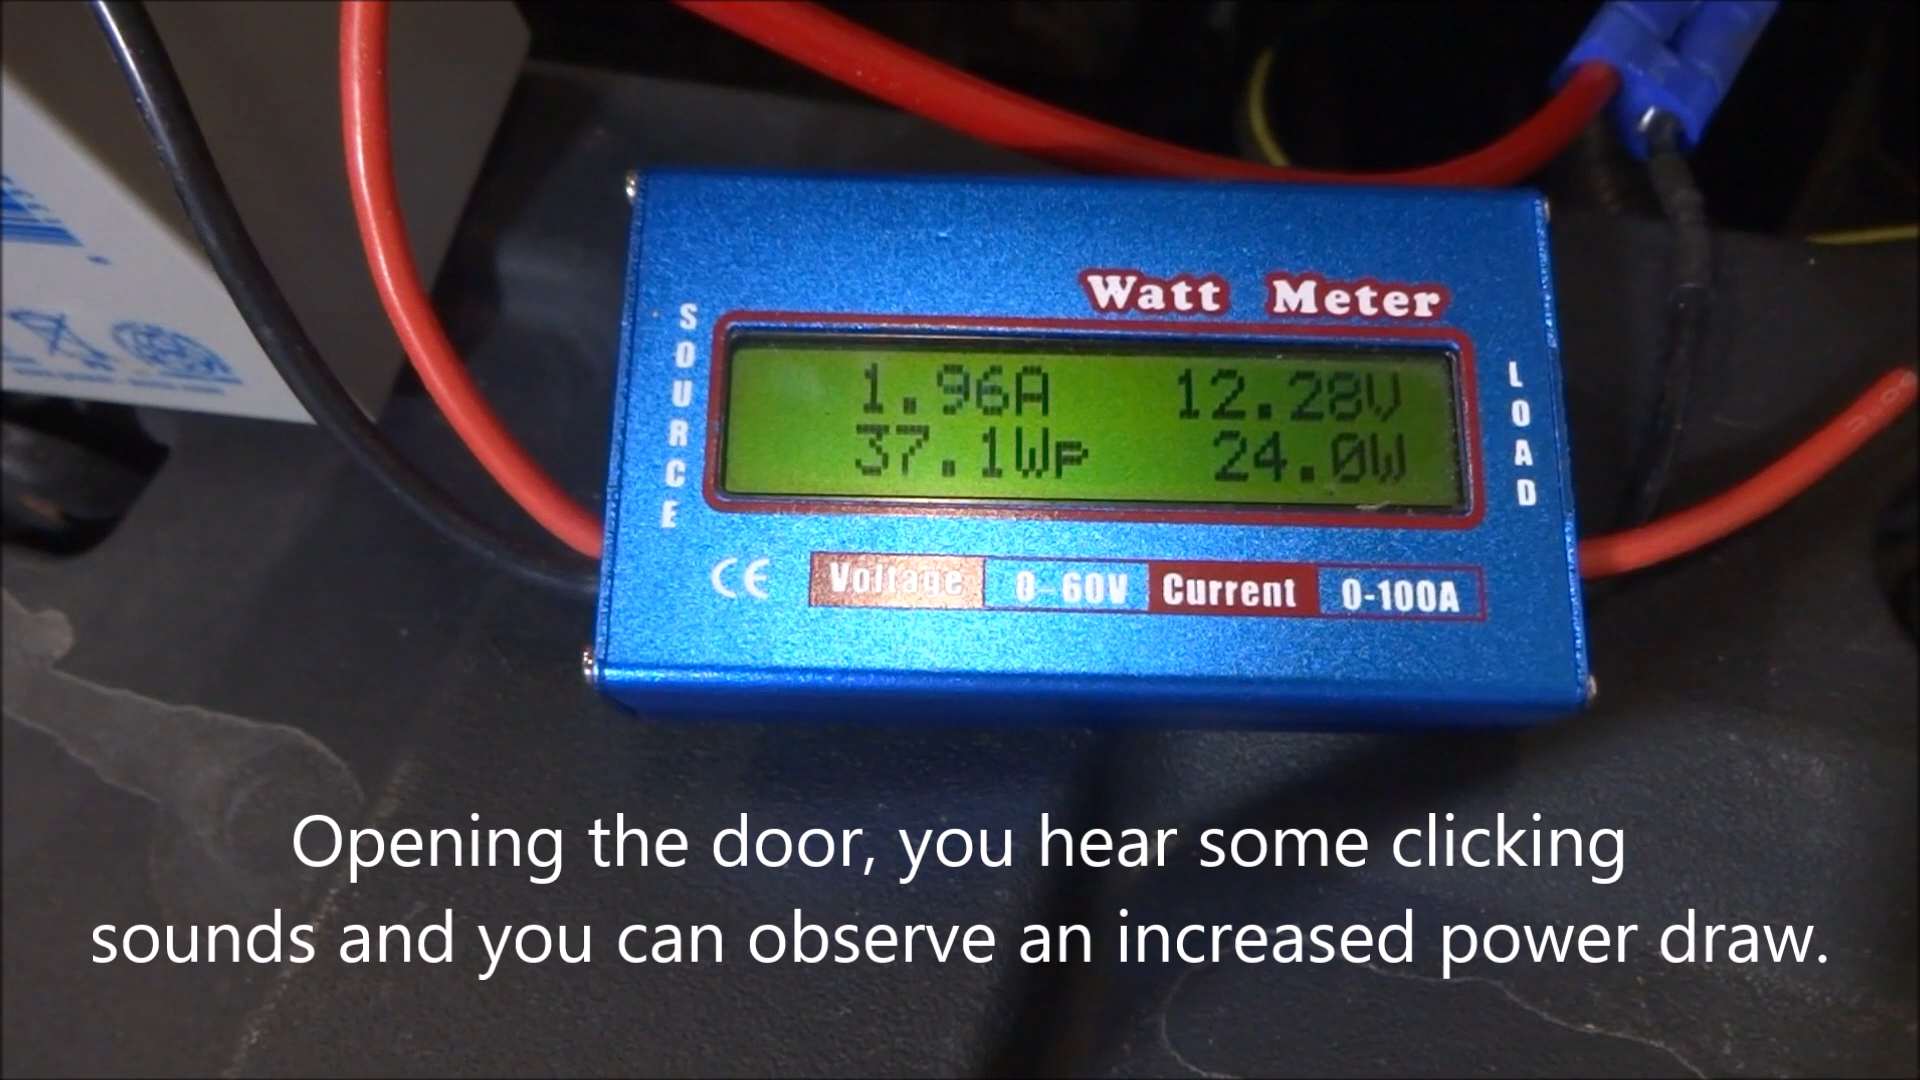 Watt Meter
SOURCE
1.96A 12.28V
37.1Wp 24.0W
LOAD
CE Voltage 0-60V Current 0-100A
Opening the door, you hear some clicking
sounds and you can observe an increased power draw.